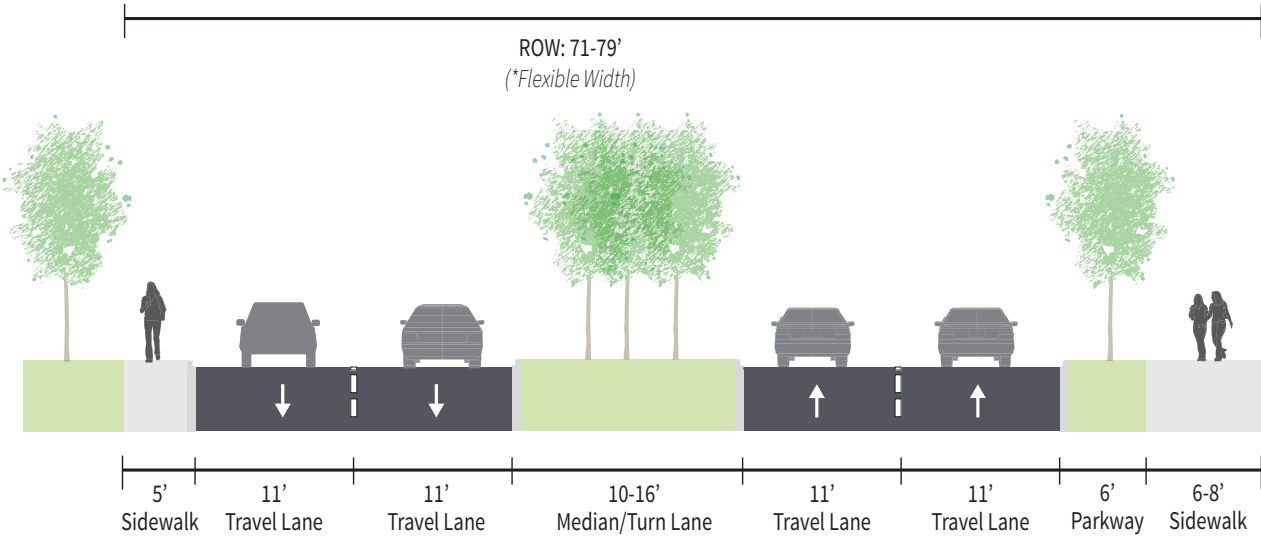 ROW: 71-79’
(*Flexible Width)
5’
Sidewalk
11’
Travel Lane
11’
Travel Lane
10-16’
Median/Turn Lane
11’
Travel Lane
11’
Travel Lane
6’
Parkway
6-8’
Sidewalk